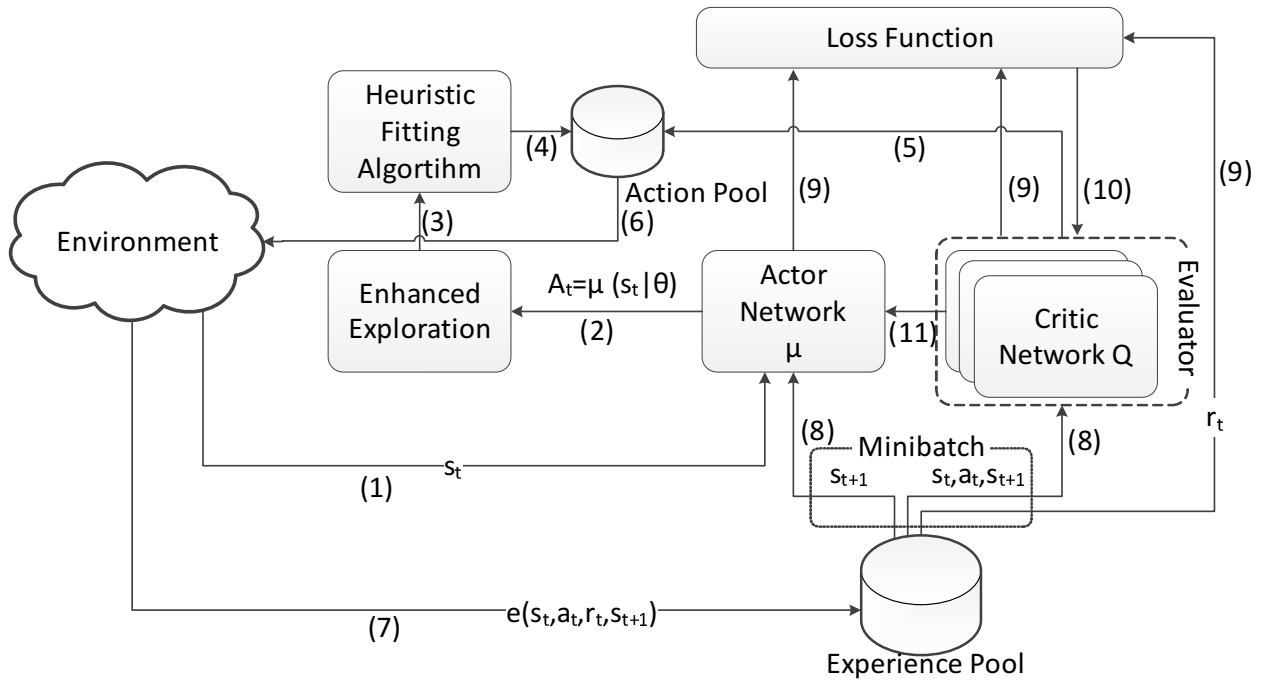 Loss Function
Heuristic
Fitting
Algortihm
(4)
(5)
(9)
Action Pool
(3)
(6)
(9)
(9)
(10)
Environment
Enhanced
Exploration
Aₜ=μ (sₜ|θ)
(2)
Actor
Network
μ
(11)
Critic
Network Q
Evaluator
rₜ
(8)
Minibatch
(8)
sₜ₊₁
sₜ,aₜ,sₜ₊₁
sₜ
(1)
(7)
e(sₜ,aₜ,rₜ,sₜ₊₁)
Experience Pool